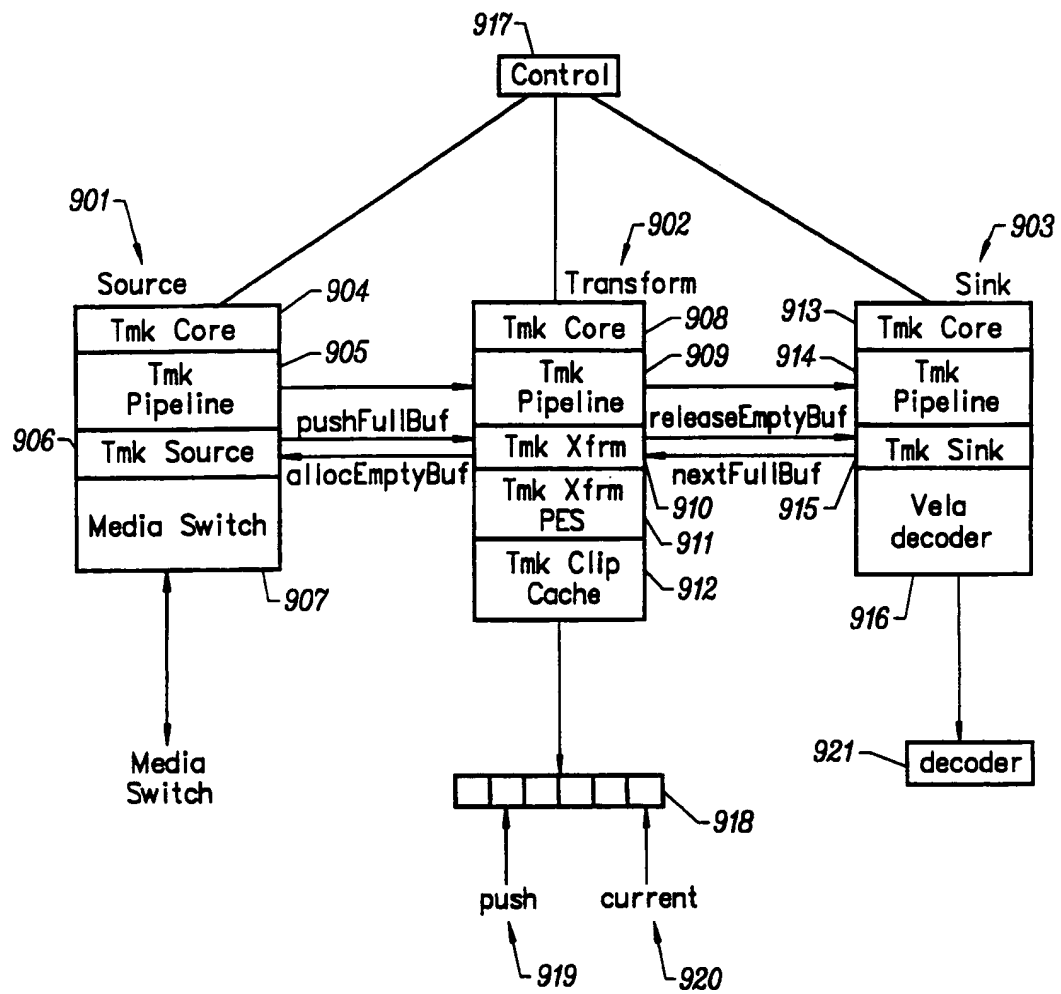 917
Control
901
902
903
Source
Transform
Sink
904
908
913
Tmk Core
Tmk Core
Tmk Core
905
909
914
Tmk
Pipeline
Tmk
Pipeline
Tmk
Pipeline
pushFullBuf
releaseEmptyBuf
906
Tmk Source
Tmk Xfrm
Tmk Sink
allocEmptyBuf
nextFullBuf
910
915
Media Switch
Tmk Xfrm
PES
Vela
decoder
911
Tmk Clip
Cache
912
907
916
Media
Switch
921
decoder
918
push
current
919
920